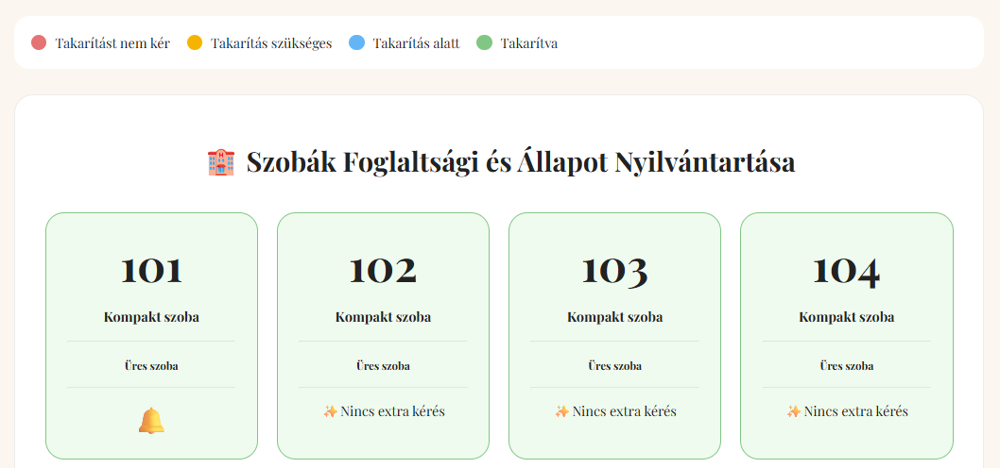 Takarítást nem kér Takarítás szükséges Takarítás alatt Takarítva
🏩 Szobák Foglaltsági és Állapot Nyilvántartása
101 102 103 104
Kompakt szoba Kompakt szoba Kompakt szoba Kompakt szoba
Üres szoba Üres szoba Üres szoba Üres szoba
🔔 ✨ Nincs extra kérés ✨ Nincs extra kérés ✨ Nincs extra kérés